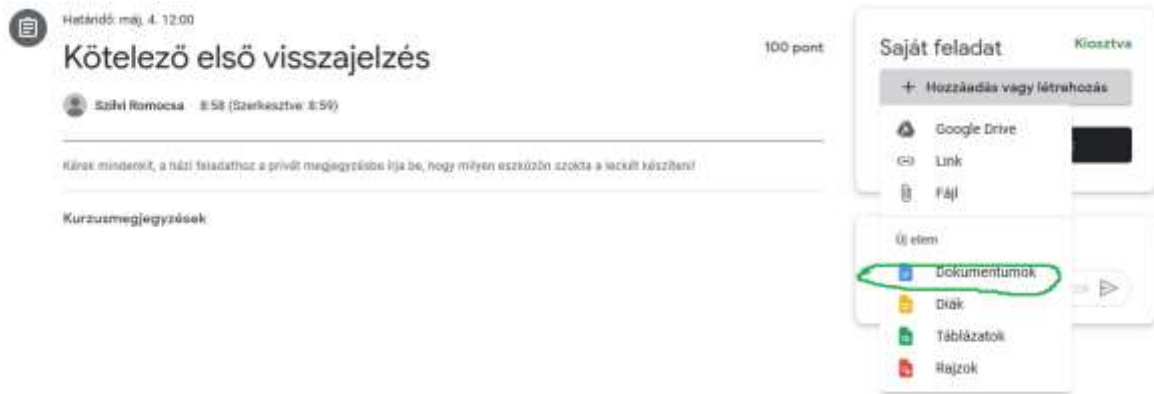 Határidő: máj. 4. 12:00
Kötelező első visszajelzés
100 pont
Szilvi Romocsa 8:58 (Szerkesztve: 8:59)
Kérek mindenkit, a házi feladathoz a privát megjegyzésbe írja be, hogy milyen eszközön szokta a leckét készíteni!
Kurzusmegjegyzések
Saját feladat
Kiosztva
+ Hozzáadás vagy létrehozás
Google Drive
Link
Fájl
Új elem
Dokumentumok
Diák
Táblázatok
Rajzok